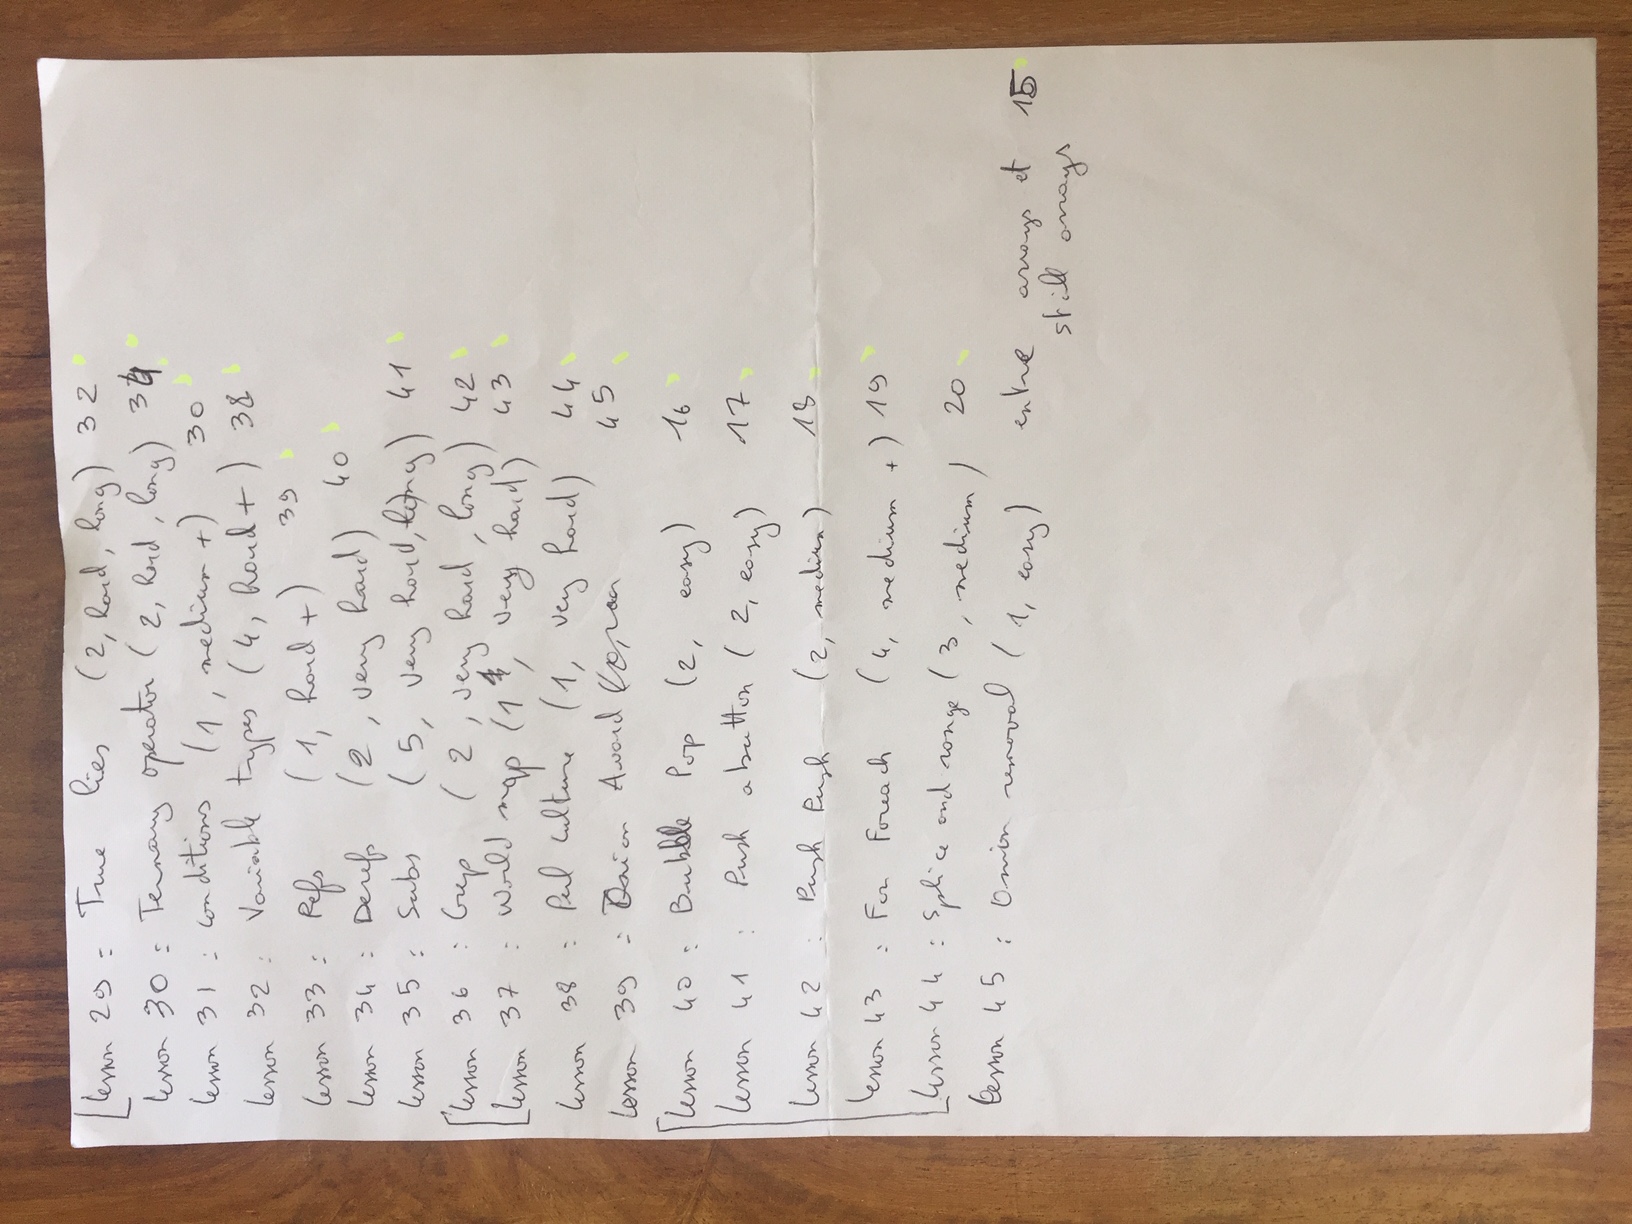 Lesson 29 : True lies (2, hard, long) 32
Lesson 30 : Ternary operator (2, hard, long) 34
Lesson 31 : conditions (1, medium +) 30
Lesson 32 : Variable types (4, hard +) 38
Lesson 33 : Refs (1, hard +) 39
Lesson 34 : Derefs (2, very hard) 40
Lesson 35 : Subs (5, very hard, long) 41
Lesson 36 : Grep (2, very hard, long) 42
Lesson 37 : World map (1, very hard) 43
Lesson 38 : Perl culture (1, very hard) 44
Lesson 39 : Onion Award 45
Lesson 40 : Bubble Pop (2, easy) 16
Lesson 41 : Push a button (2, easy) 17
Lesson 42 : Push Push (2, medium) 18
Lesson 43 : For Foreach (4, medium +) 19
Lesson 44 : Splice and range (3, medium) 20
Lesson 45 : Onion removal (1, easy) entre arrays et 15
still arrays